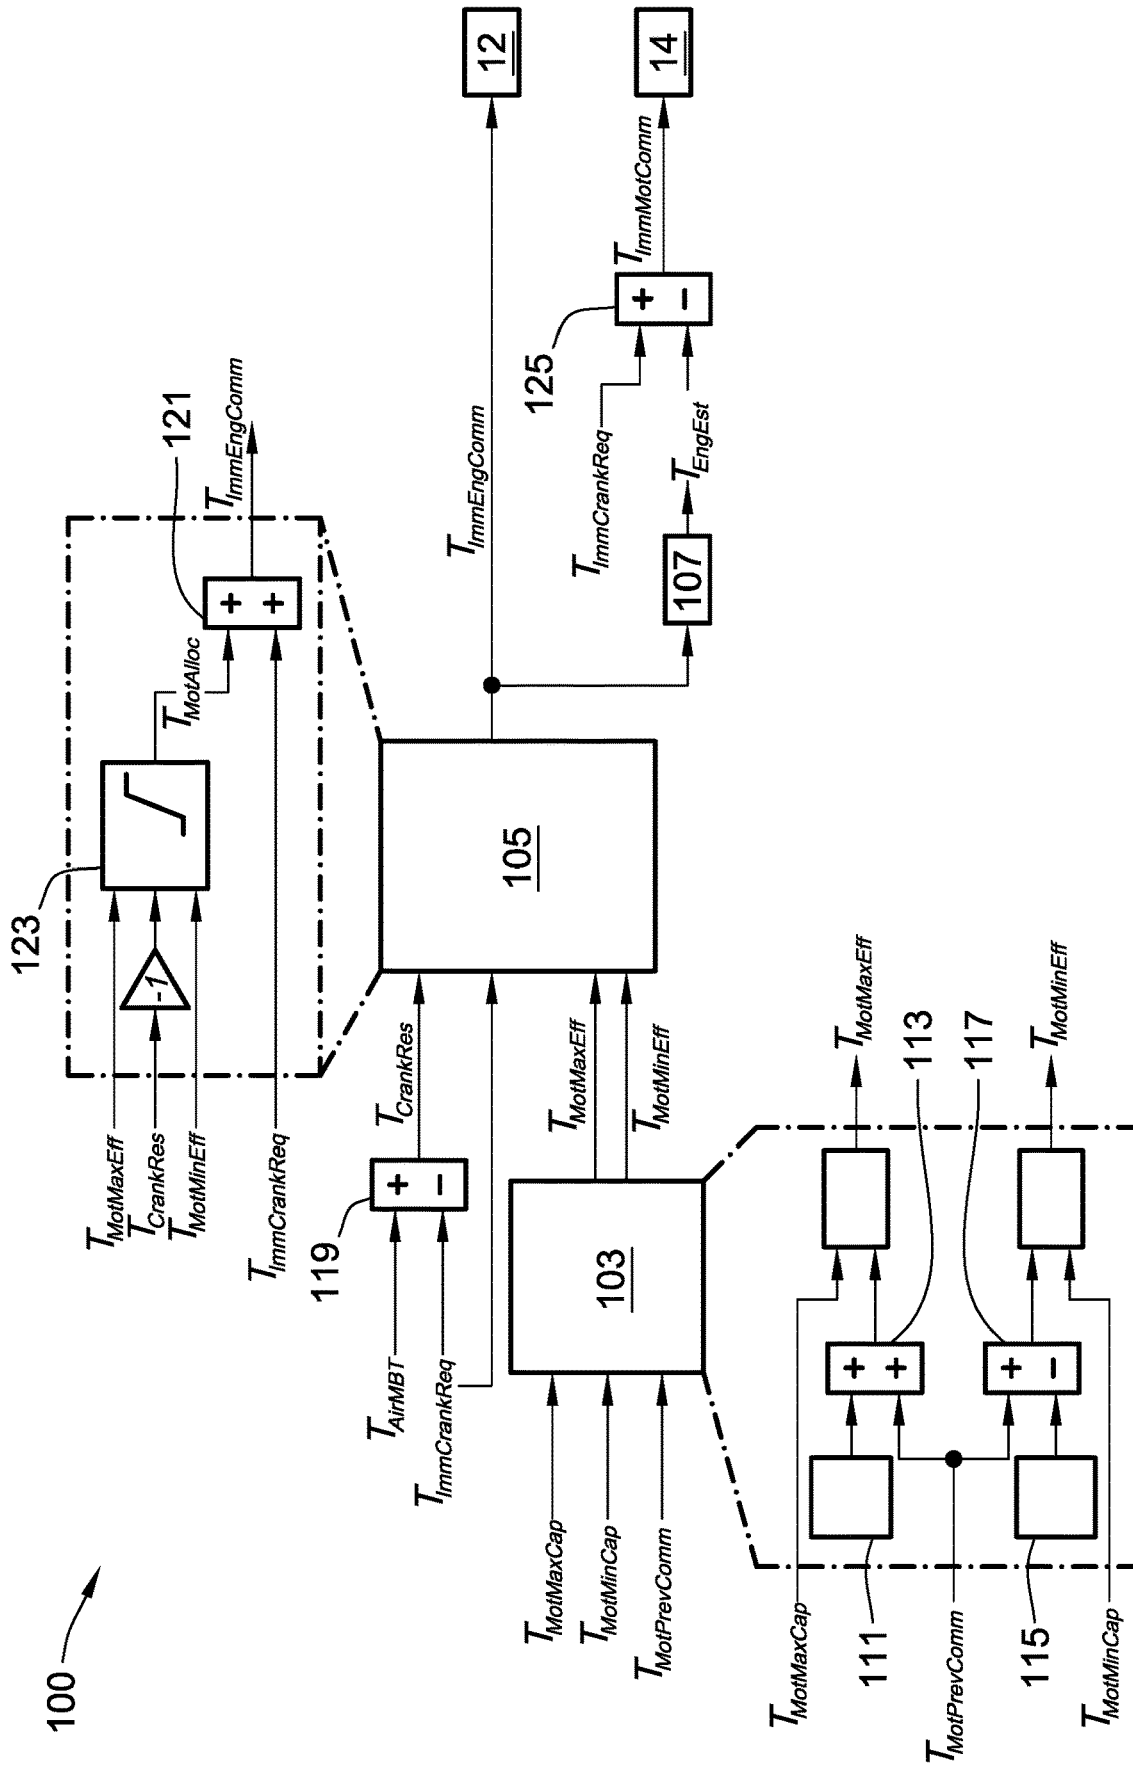 100
T_MotMaxEff
T_CrankRes
T_MotMinEff
T_ImmCrankReq
123
-1
T_MotAlloc
121
+
+
T_ImmEngComm
T_AirMBT
T_ImmCrankReq
119
+
−
T_CrankRes
105
T_ImmEngComm
12
T_MotMaxCap
T_MotMinCap
T_MotPrevComm
103
T_MotMaxEff
T_MotMinEff
107
T_EngEst
T_ImmCrankReq
125
+
−
T_ImmMotComm
14
T_MotMaxCap
111
T_MotPrevComm
115
T_MotMinCap
+
+
+
−
113
117
T_MotMaxEff
T_MotMinEff